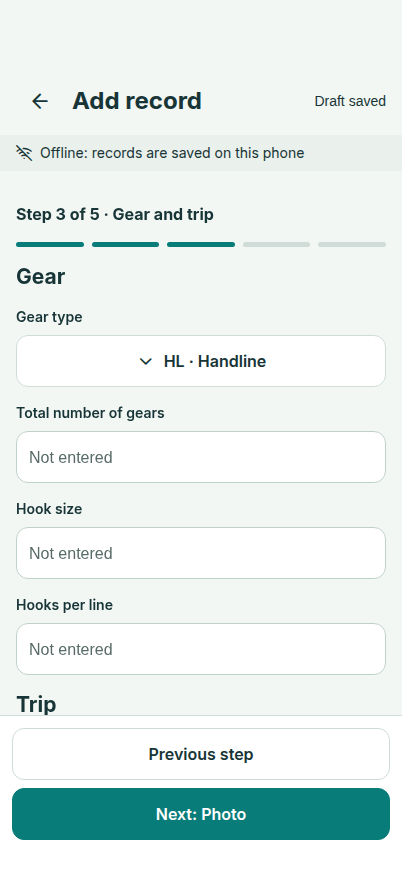 Add record
Draft saved
Offline: records are saved on this phone
Step 3 of 5 · Gear and trip
Gear
Gear type
HL · Handline
Total number of gears
Not entered
Hook size
Not entered
Hooks per line
Not entered
Trip
Previous step
Next: Photo